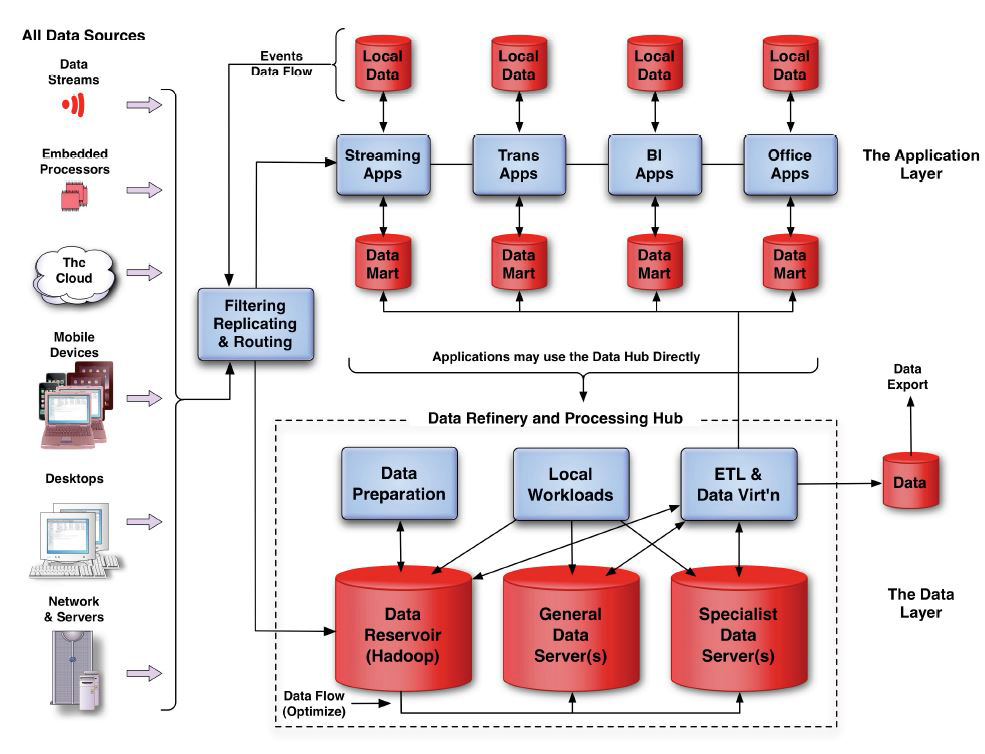 All Data Sources
Data
Streams
Embedded
Processors
Thc
Cloud
Mobile
Devices
Desktops
Network
& Servers
Events
Data Flow
Filtering
Replicating
& Routing
Local
Data
Local
Data
Local
Data
Local
Data
Streaming
Apps
Trans
Apps
BI
Apps
Office
Apps
The Application
Layer
Data
Mart
Data
Mart
Data
Mart
Data
Mart
Applications may use the Data Hub Directly
Data Refinery and Processing Hub
Data
Preparation
Local
Workloads
ETL &
Data Virt'n
Data
Export
Data
Data
Reservoir
(Hadoop)
General
Data
Server(s)
Specialist
Data
Server(s)
The Data
Layer
Data Flow
(Optimize)